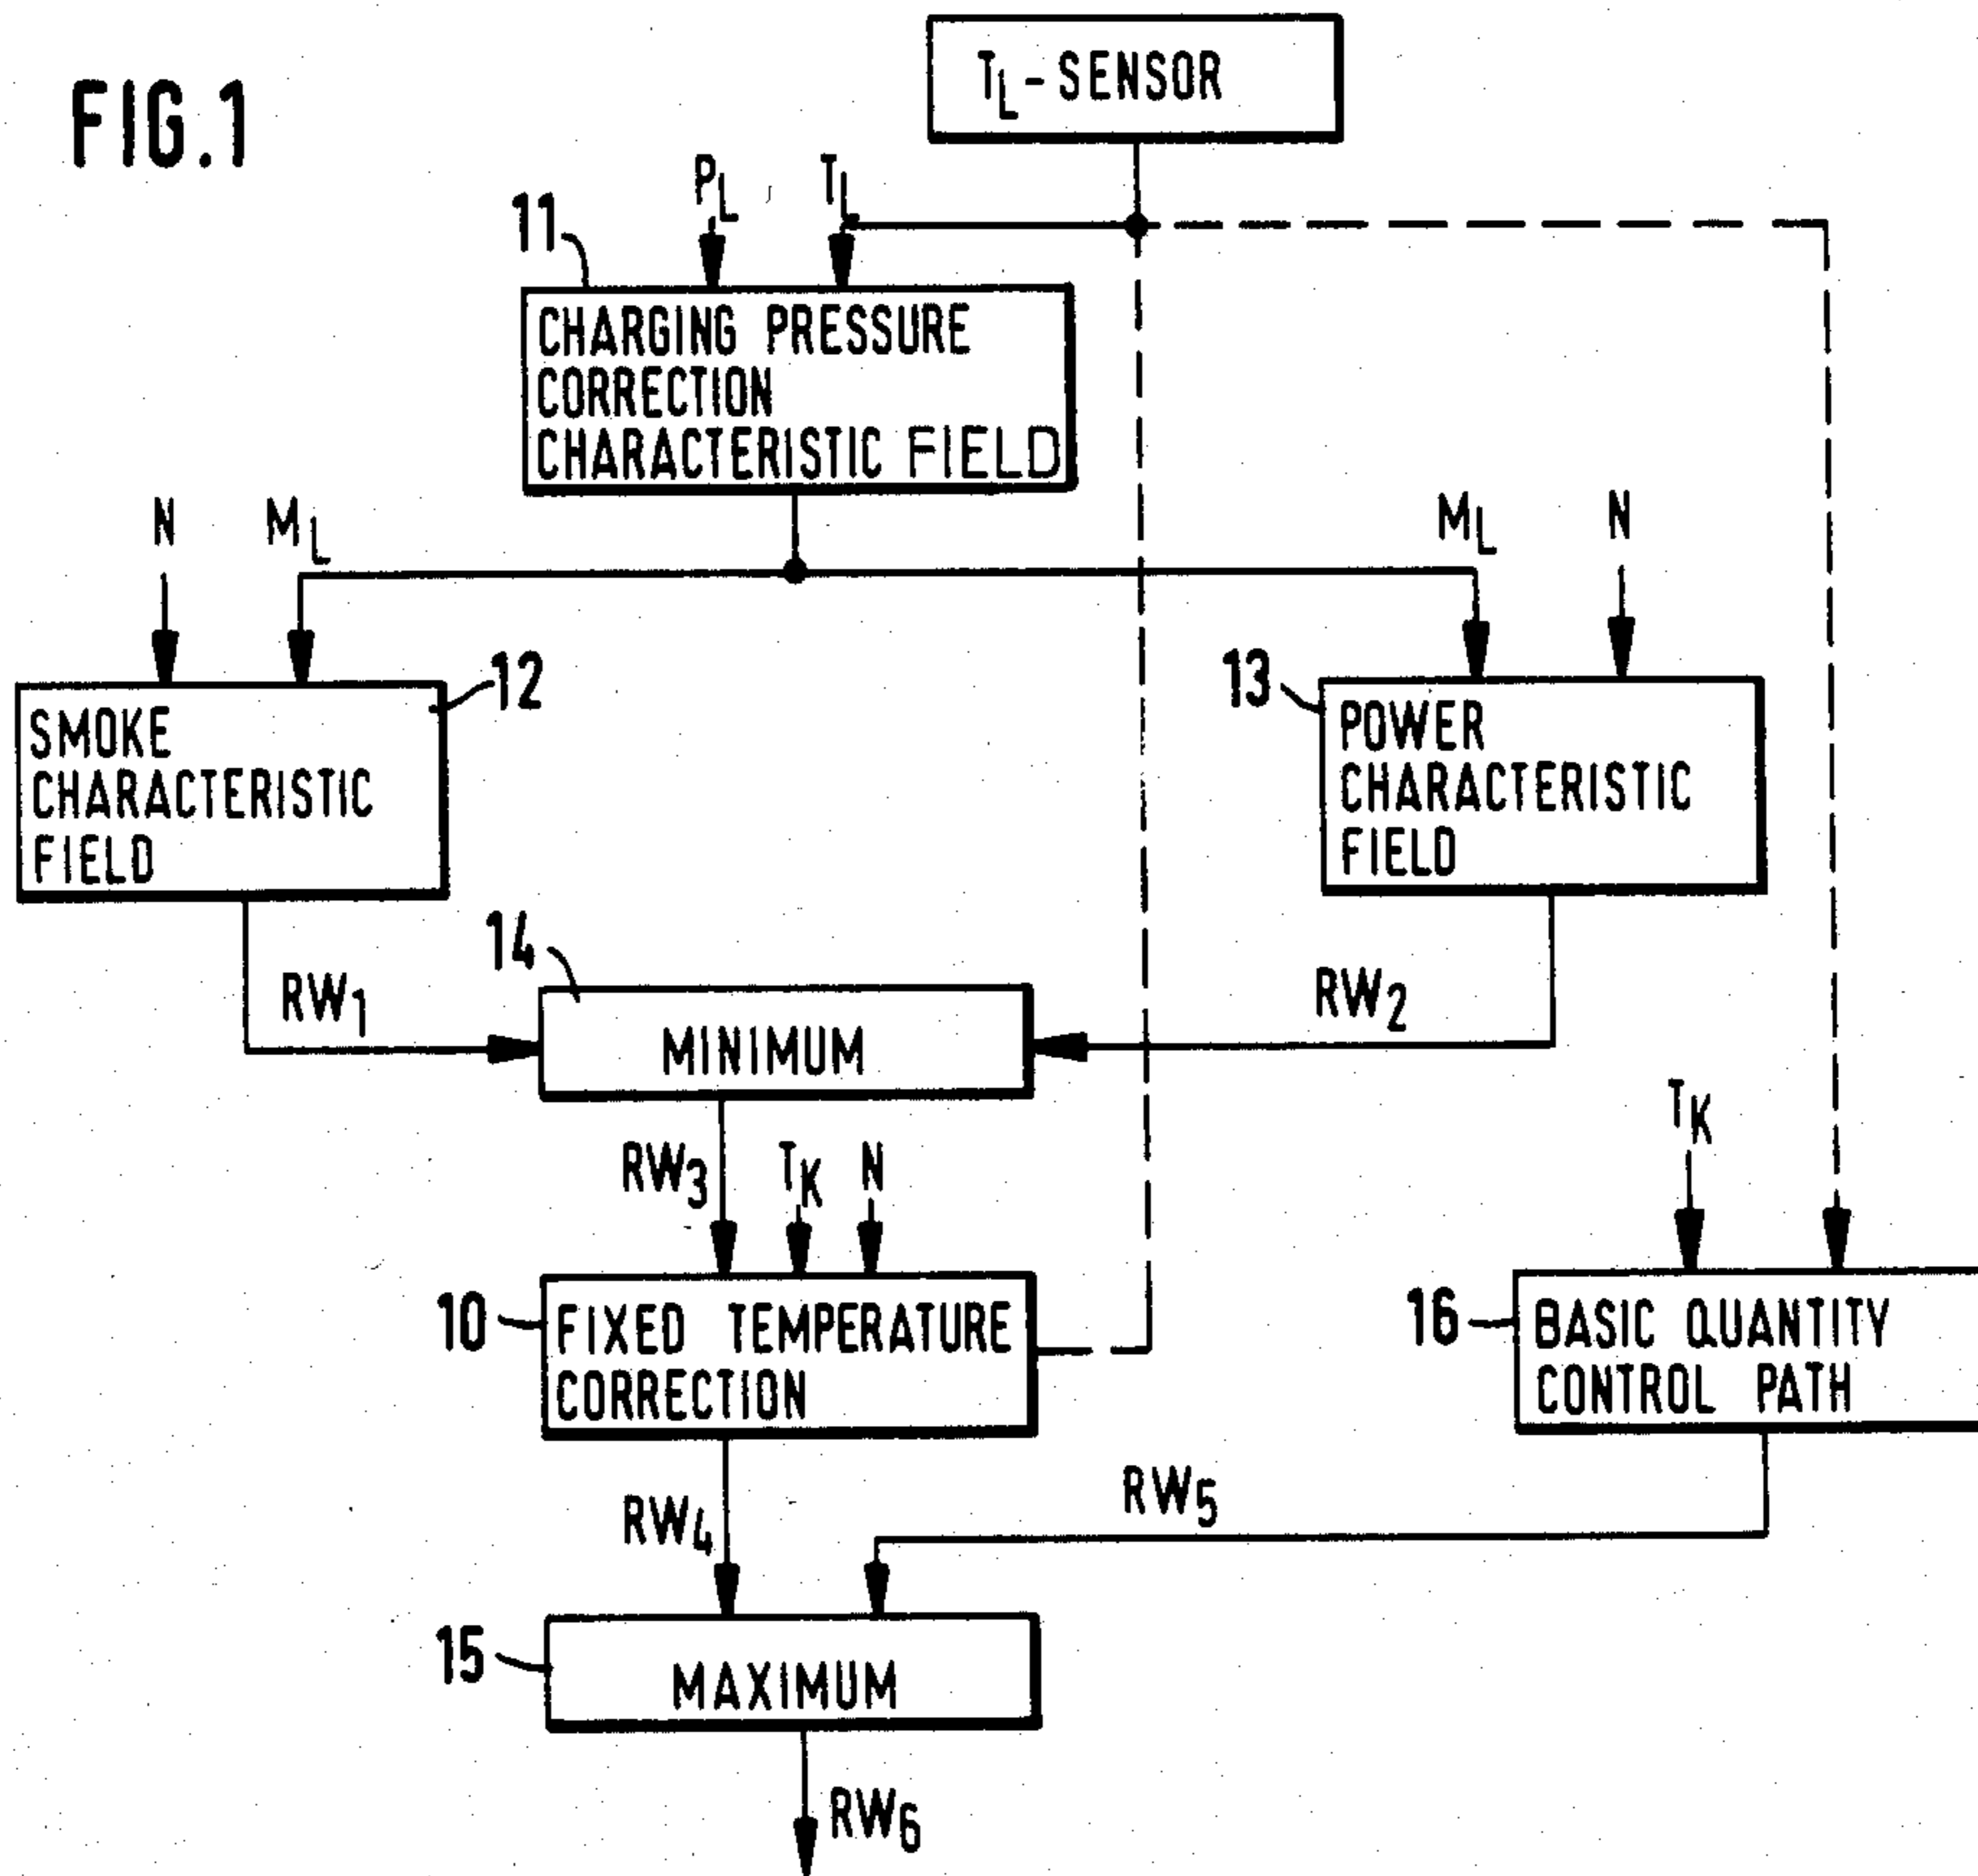 FIG.1
TL-SENSOR
PL TL
11
CHARGING PRESSURE
CORRECTION
CHARACTERISTIC FIELD
N ML
ML N
12
13
SMOKE
CHARACTERISTIC
FIELD
POWER
CHARACTERISTIC
FIELD
14
RW1
RW2
MINIMUM
TK
RW3 TK N
10
FIXED TEMPERATURE
CORRECTION
16
BASIC QUANTITY
CONTROL PATH
RW4
RW5
15
MAXIMUM
RW6